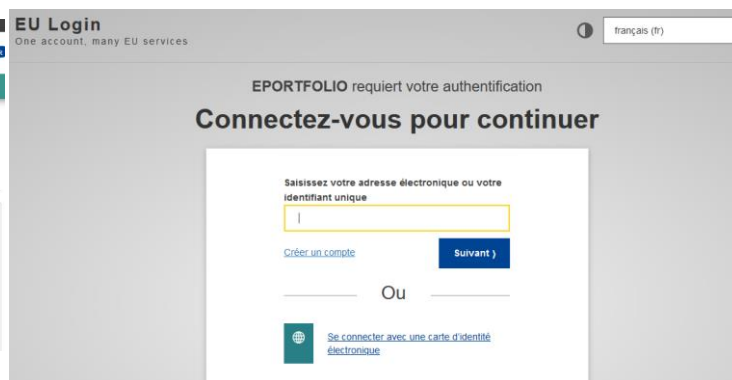 EU Login
One account, many EU services
français (fr)
EPORTFOLIO requiert votre authentification
Connectez-vous pour continuer
Saisissez votre adresse électronique ou votre
identifiant unique
Créer un compte
Suivant ⟩
Ou
Se connecter avec une carte d'identité
électronique